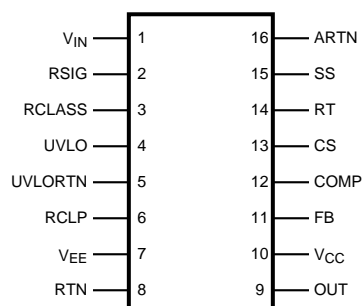 VIN 1 16 ARTN
RSIG 2 15 SS
RCLASS 3 14 RT
UVLO 4 13 CS
UVLORTN 5 12 COMP
RCLP 6 11 FB
VEE 7 10 VCC
RTN 8 9 OUT